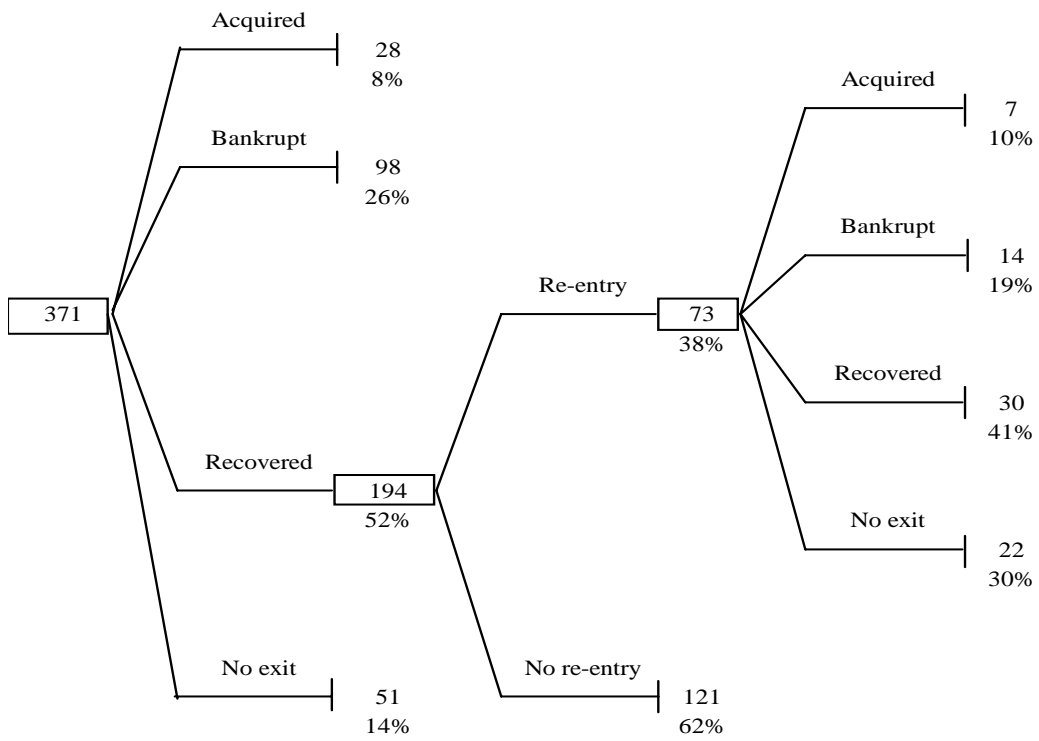 Acquired
28
8%
Bankrupt
98
26%
371
Recovered
194
52%
No exit
51
14%
Re-entry
73
38%
No re-entry
121
62%
Acquired
7
10%
Bankrupt
14
19%
Recovered
30
41%
No exit
22
30%